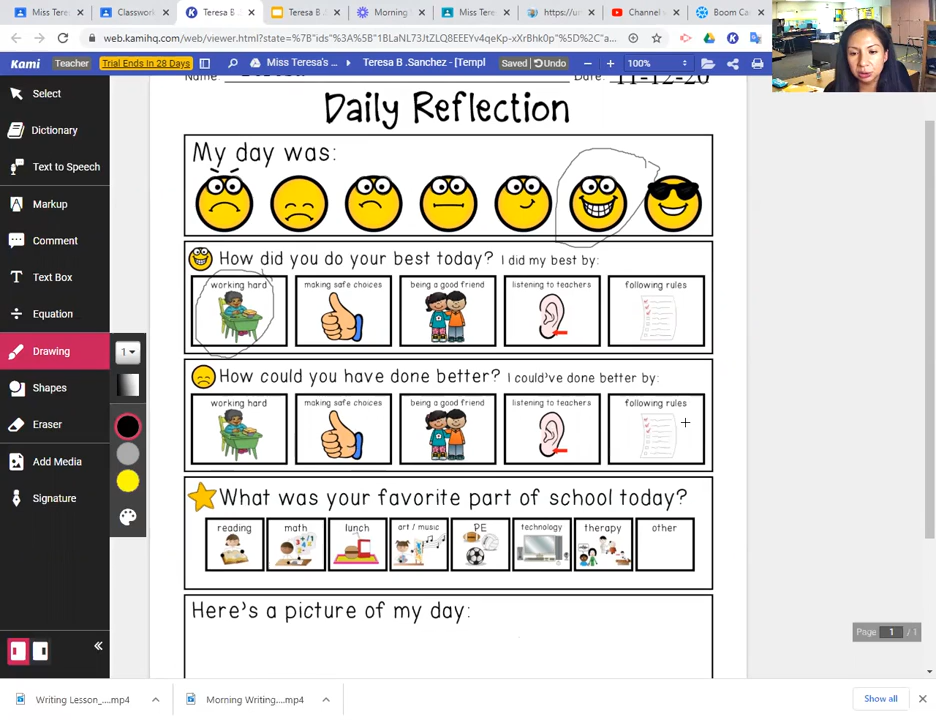 Miss Tere
Classwork
Teresa B .
Teresa B .
Morning
Miss Tere
https://un
Channel v
Boom Ca
web.kamihq.com/web/viewer.html?state=%7B"ids"%3A%5B"1BLaNL73JtZLQ8EEEYv4qeKp-xXrBhk0p"%5D%2C"a...
Kami Teacher Trial Ends In 28 Days Miss Teresa's ... Teresa B .Sanchez - [Templ Saved Undo 100%
Name: Date: 11-12-20
Select
Dictionary
Text to Speech
Markup
Comment
Text Box
Equation
Drawing
1
Shapes
Eraser
Add Media
Signature
Daily Reflection
My day was:
How did you do your best today? I did my best by:
working hard
making safe choices
being a good friend
listening to teachers
following rules
How could you have done better? I could've done better by:
working hard
making safe choices
being a good friend
listening to teachers
following rules
What was your favorite part of school today?
reading
math
lunch
art / music
PE
technology
therapy
other
Here's a picture of my day:
Page 1 / 1
Writing Lesson_....mp4
Morning Writing....mp4
Show all